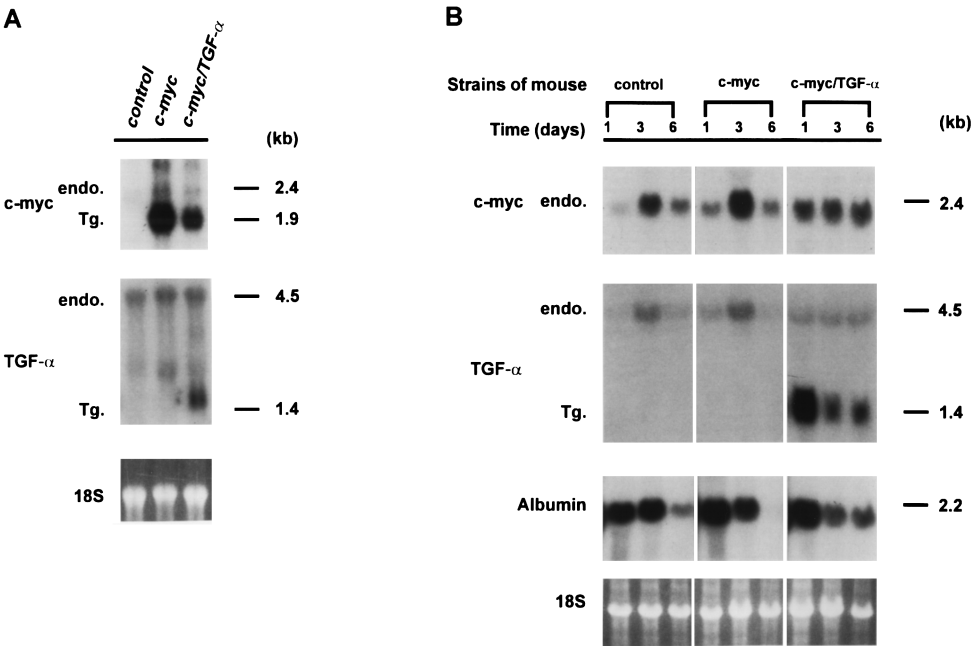 A
control
c-myc
c-myc/TGF-α
(kb)
endo.
2.4
c-myc
Tg.
1.9
endo.
4.5
TGF-α
Tg.
1.4
18S
B
Strains of mouse control c-myc c-myc/TGF-α
Time (days) 1 3 6 1 3 6 1 3 6 (kb)
c-myc endo. 2.4
endo. 4.5
TGF-α
Tg. 1.4
Albumin 2.2
18S